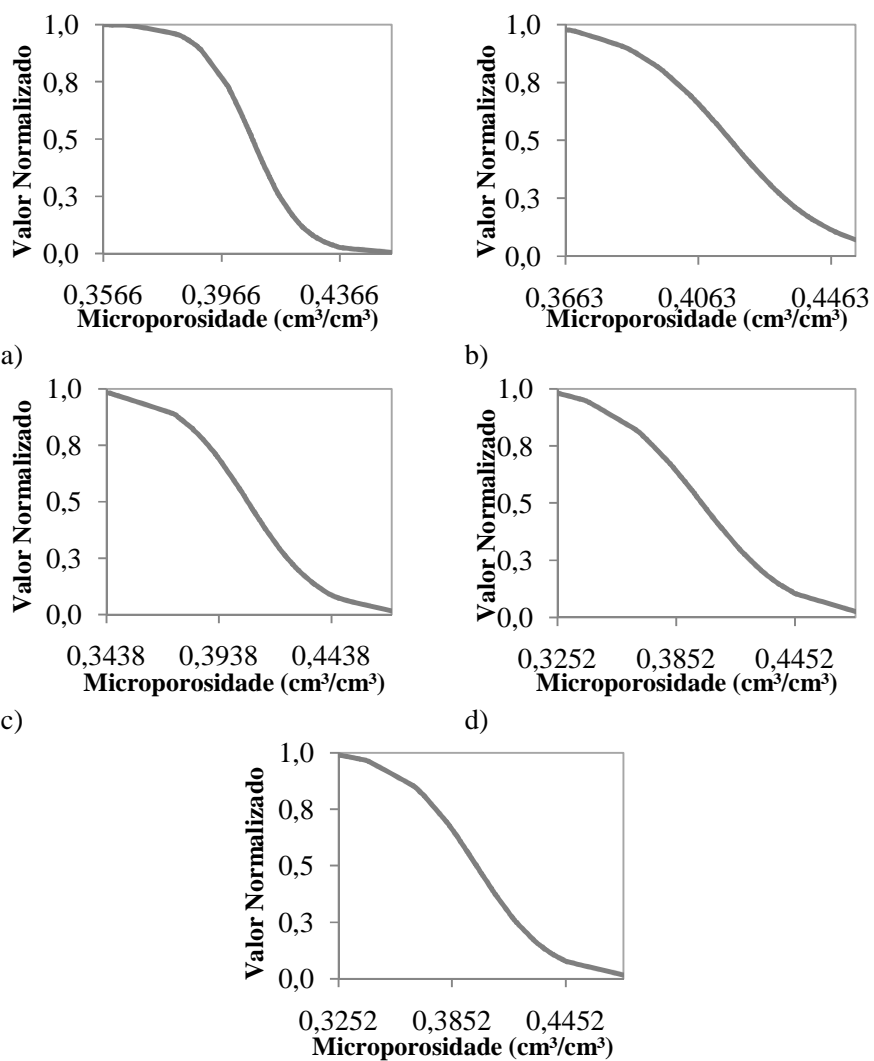 Valor Normalizado
1,0
0,8
0,5
0,3
0,0
0,3566 0,3966 0,4366
Microporosidade (cm³/cm³)
a)
Valor Normalizado
1,0
0,8
0,5
0,3
0,0
0,3663 0,4063 0,4463
Microporosidade (cm³/cm³)
b)
Valor Normalizado
1,0
0,8
0,5
0,3
0,0
0,3438 0,3938 0,4438
Microporosidade (cm³/cm³)
c)
Valor Normalizado
1,0
0,8
0,5
0,3
0,0
0,3252 0,3852 0,4452
Microporosidade (cm³/cm³)
d)
Valor Normalizado
1,0
0,8
0,5
0,3
0,0
0,3252 0,3852 0,4452
Microporosidade (cm³/cm³)